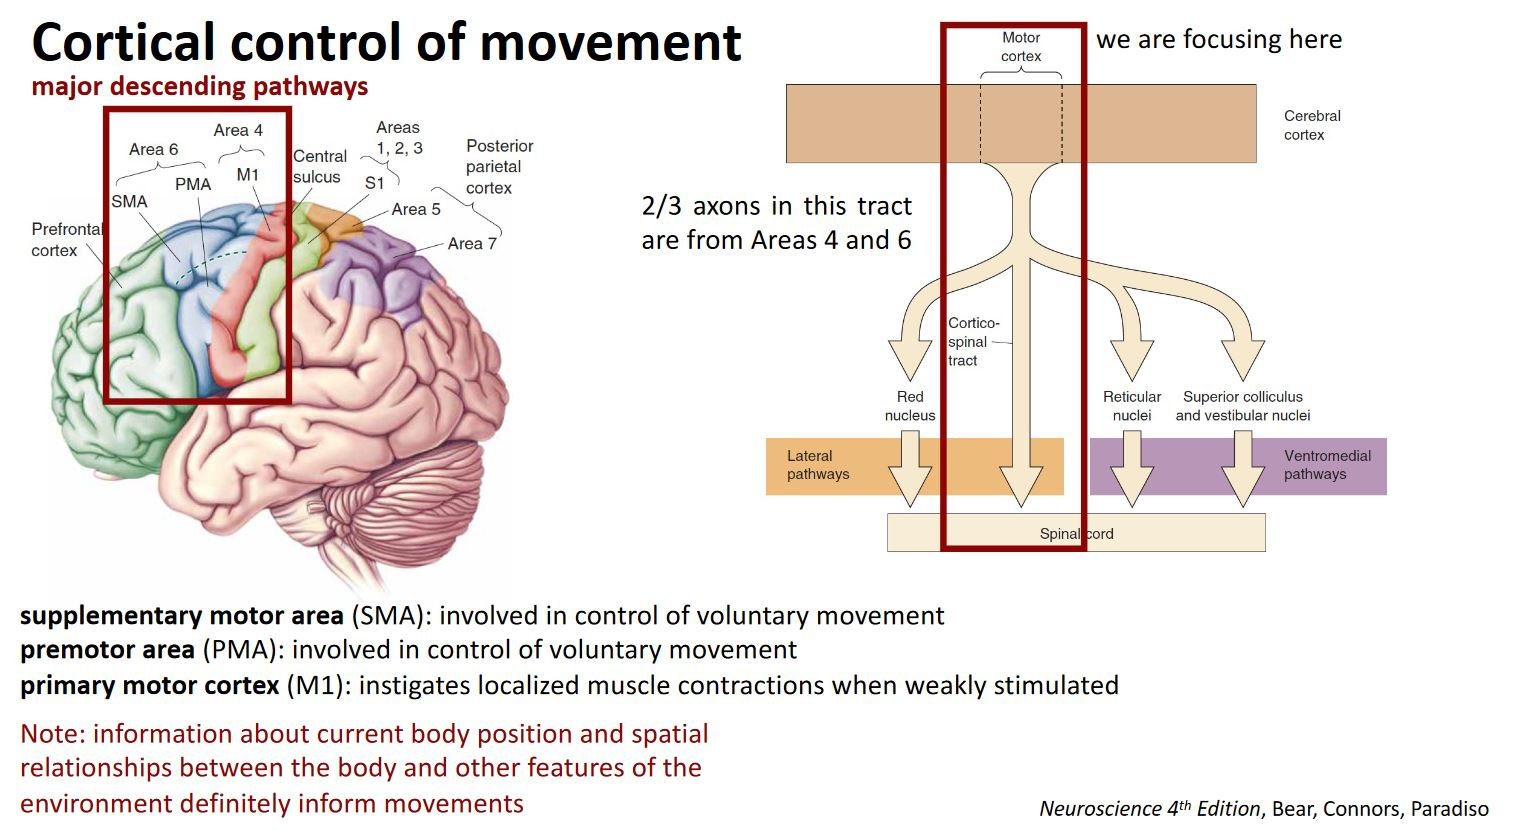 Cortical control of movement
major descending pathways
we are focusing here
Area 4
Area 6
M1
PMA
SMA
Prefrontal
cortex
Central
sulcus
Areas
1, 2, 3
S1
Posterior
parietal
cortex
Area 5
Area 7
Motor
cortex
Cerebral
cortex
2/3 axons in this tract
are from Areas 4 and 6
Cortico-
spinal
tract
Red
nucleus
Reticular
nuclei
Superior colliculus
and vestibular nuclei
Lateral
pathways
Ventromedial
pathways
Spinal cord
supplementary motor area (SMA): involved in control of voluntary movement
premotor area (PMA): involved in control of voluntary movement
primary motor cortex (M1): instigates localized muscle contractions when weakly stimulated
Note: information about current body position and spatial
relationships between the body and other features of the
environment definitely inform movements
Neuroscience 4th Edition, Bear, Connors, Paradiso